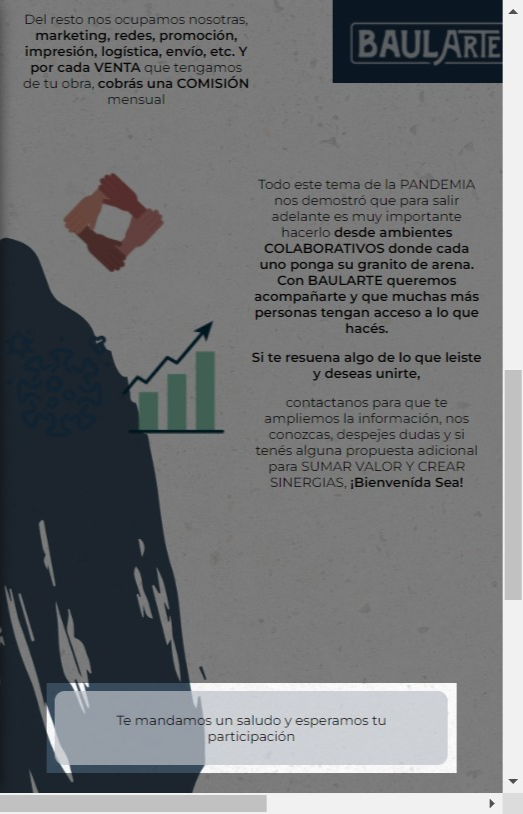 Del resto nos ocupamos nosotras,
marketing, redes, promoción,
impresión, logística, envío, etc. Y
por cada VENTA que tengamos
de tu obra, cobrás una COMISIÓN
mensual
BAULARTE
Todo este tema de la PANDEMIA
nos demostró que para salir
adelante es muy importante
hacerlo desde ambientes
COLABORATIVOS donde cada
uno ponga su granito de arena.
Con BAULARTE queremos
acompañarte y que muchas más
personas tengan acceso a lo que
hacés.
Si te resuena algo de lo que leiste
y deseas unirte,
contactanos para que te
ampliemos la información, nos
conozcas, despejes dudas y si
tenés alguna propuesta adicional
para SUMAR VALOR Y CREAR
SINERGIAS, ¡Bienvenída Sea!
Te mandamos un saludo y esperamos tu
participación